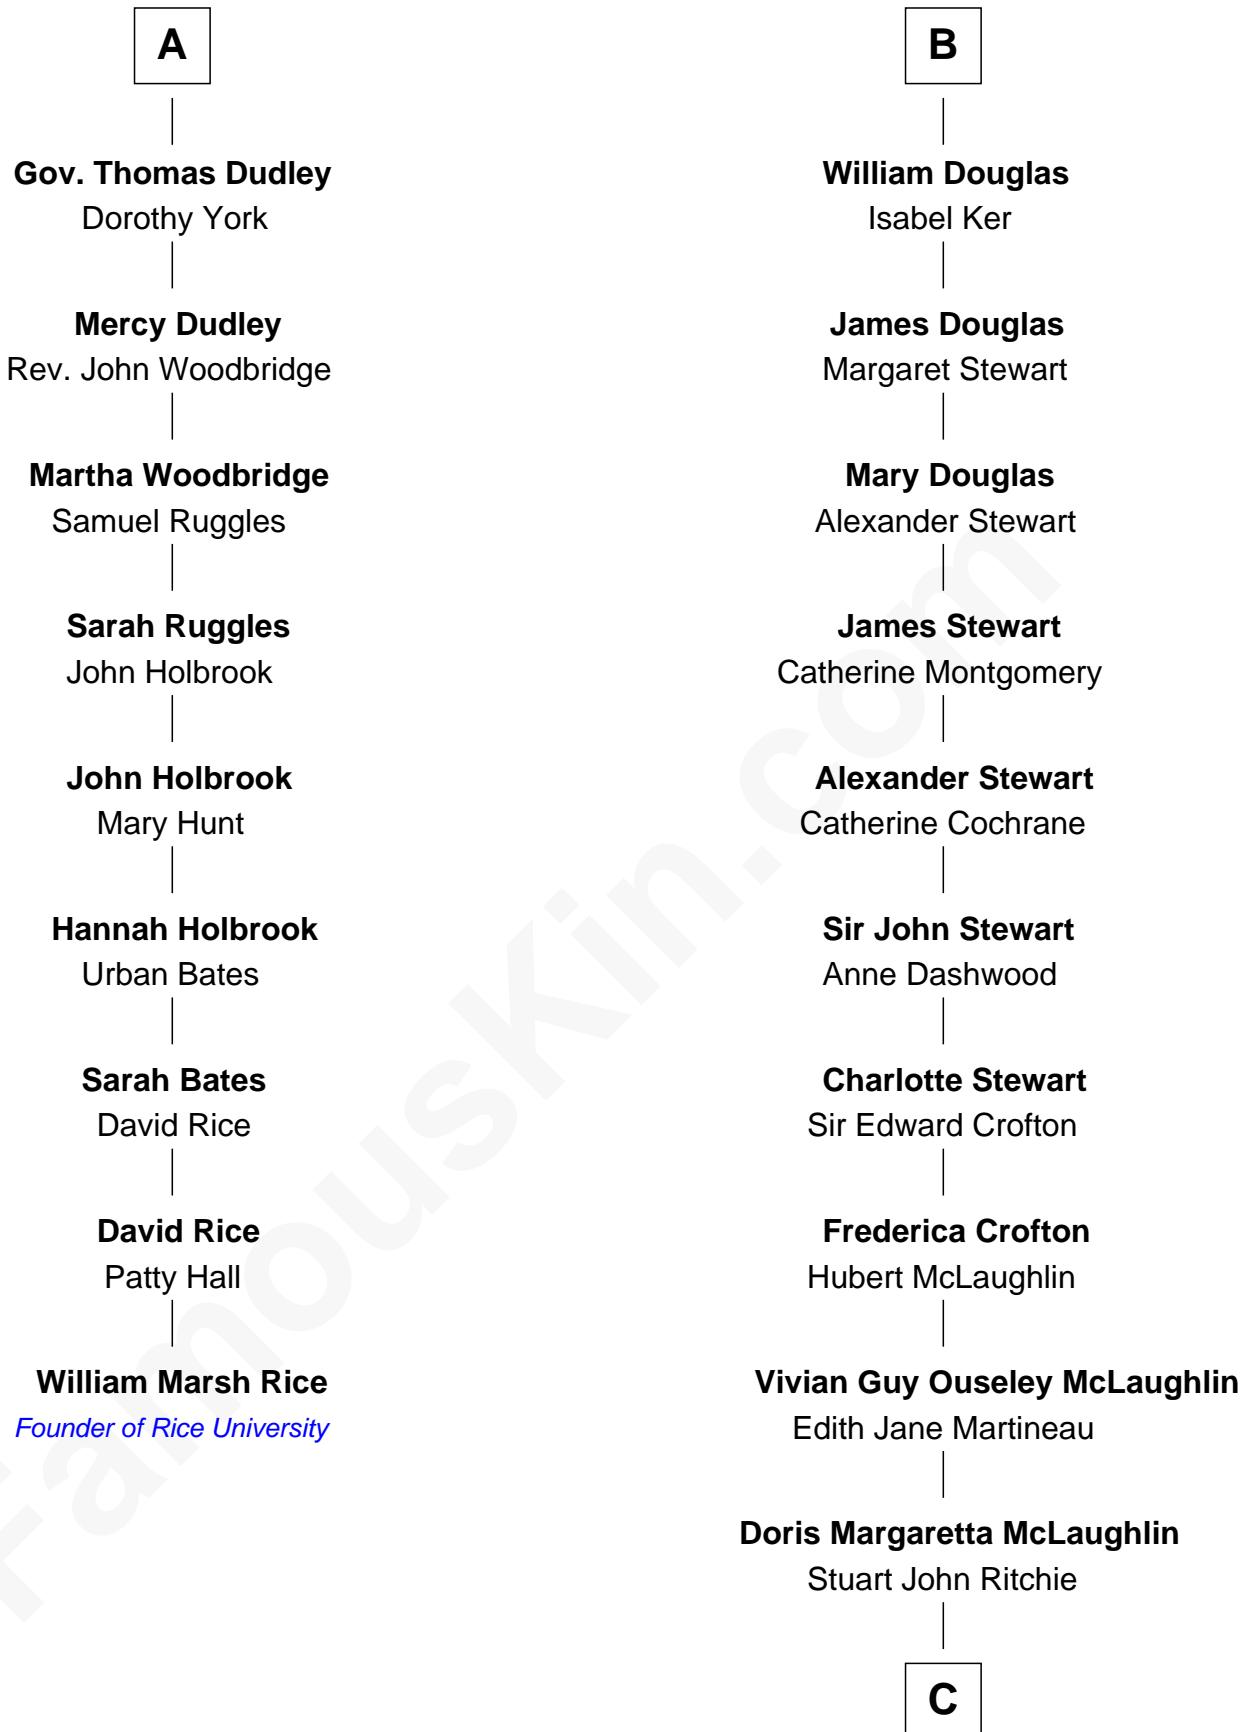 A
Gov. Thomas Dudley
Dorothy York
Mercy Dudley
Rev. John Woodbridge
Martha Woodbridge
Samuel Ruggles
Sarah Ruggles
John Holbrook
John Holbrook
Mary Hunt
Hannah Holbrook
Urban Bates
Sarah Bates
David Rice
David Rice
Patty Hall
William Marsh Rice
Founder of Rice University
B
William Douglas
Isabel Ker
James Douglas
Margaret Stewart
Mary Douglas
Alexander Stewart
James Stewart
Catherine Montgomery
Alexander Stewart
Catherine Cochrane
Sir John Stewart
Anne Dashwood
Charlotte Stewart
Sir Edward Crofton
Frederica Crofton
Hubert McLaughlin
Vivian Guy Ouseley McLaughlin
Edith Jane Martineau
Doris Margaretta McLaughlin
Stuart John Ritchie
C
FamousKin.com